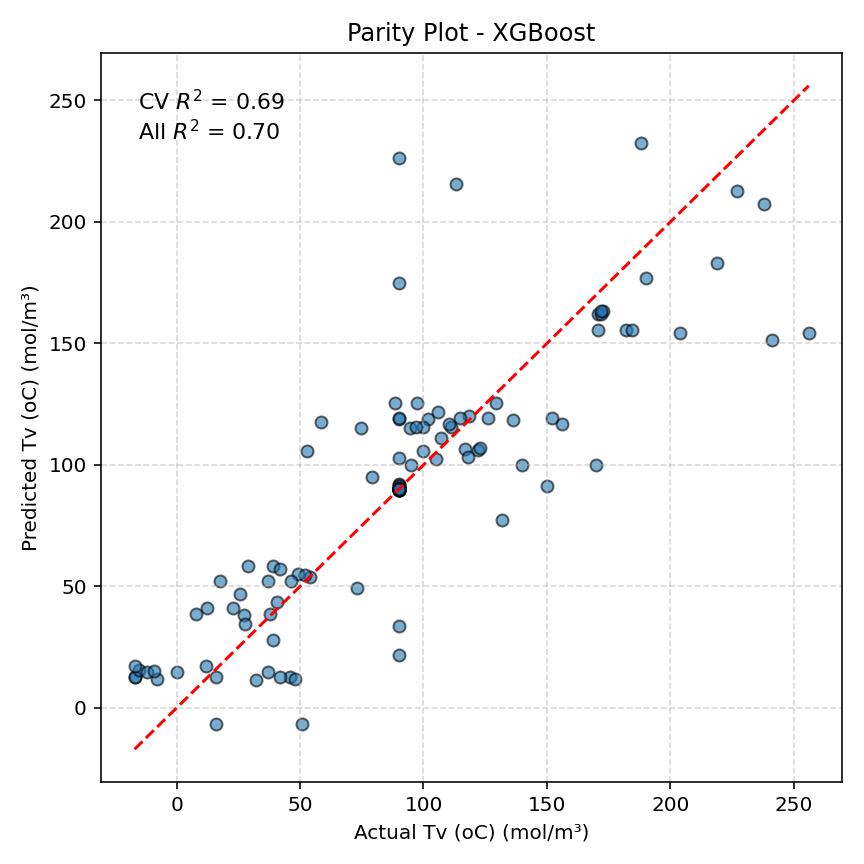 Parity Plot - XGBoost
CV R² = 0.69
All R² = 0.70
250
200
150
100
50
0
Predicted Tv (oC) (mol/m³)
0 50 100 150 200 250
Actual Tv (oC) (mol/m³)